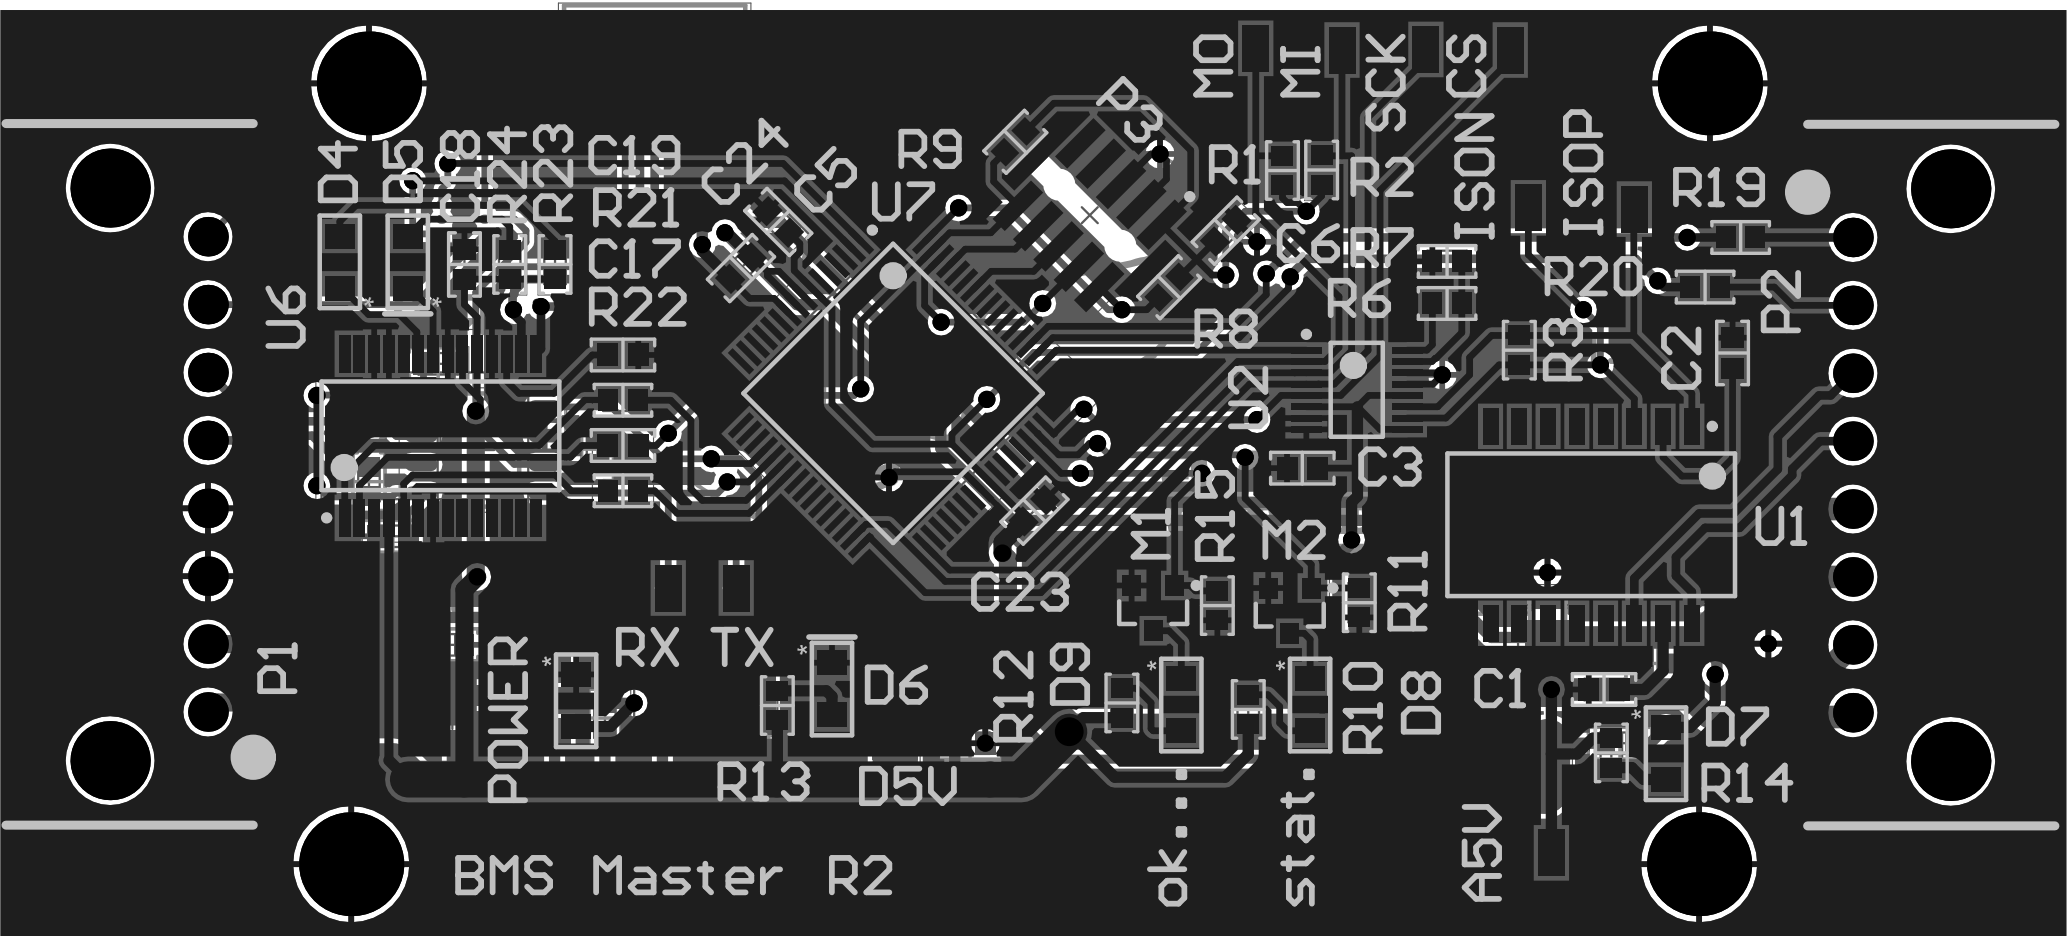 MO
MI
SCK
CS
P3
D4
D5
C18
R24
R23
C19
C24
C5
R9
R1
R2
ISON
ISOP
R19
R21
U7
C17
C6
R7
R20
P2
U6
R22
R6
R8
R3
C2
U2
C3
M1
R15
M2
U1
C23
R11
RX
TX
P1
POWER
D6
R12
D9
R10
D8
C1
D7
R13
D5V
R14
ok..
stat.
A5V
BMS Master R2